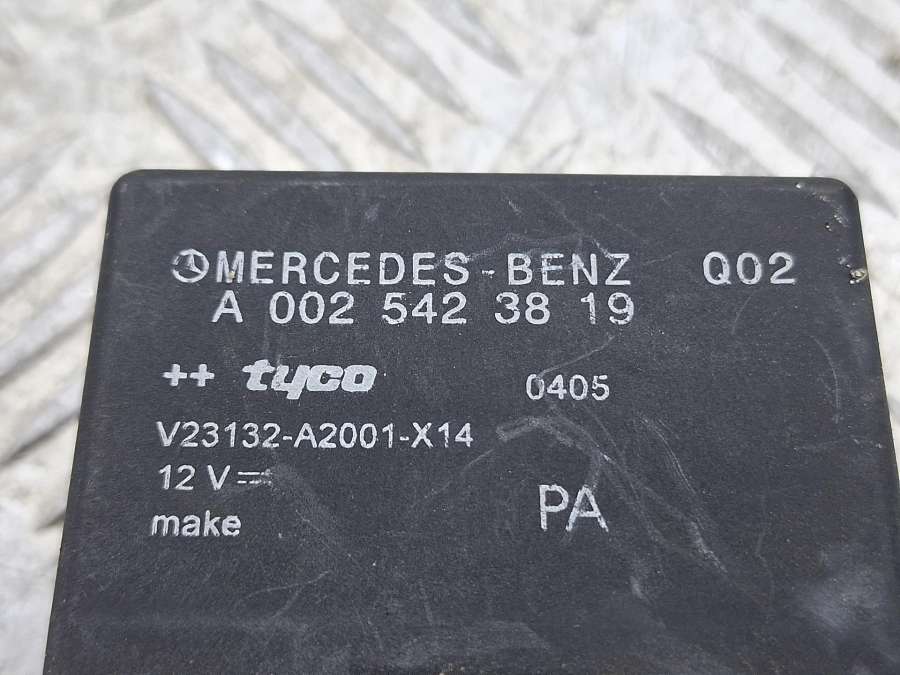 MERCEDES-BENZ Q02
A 002 542 38 19
++ tyco 0405
V23132-A2001-X14
12 V⎓
make PA